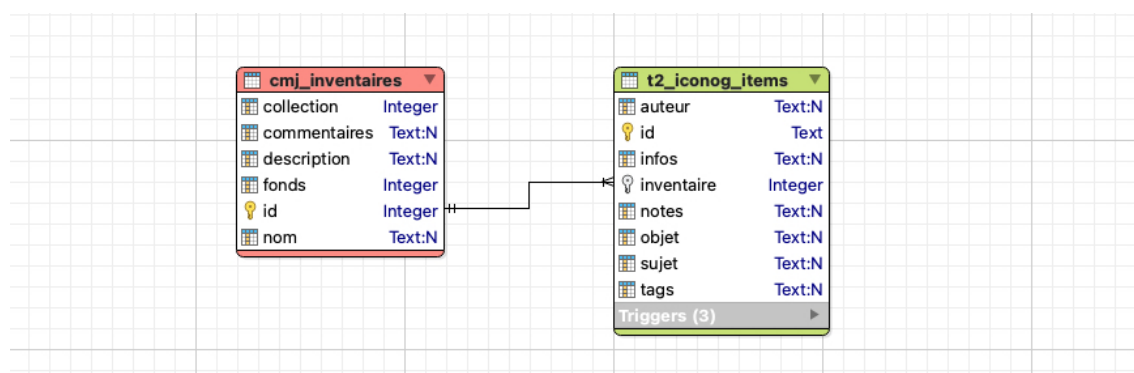 cmj_inventaires
collection Integer
commentaires Text:N
description Text:N
fonds Integer
id Integer
nom Text:N
t2_iconog_items
auteur Text:N
id Text
infos Text:N
inventaire Integer
notes Text:N
objet Text:N
sujet Text:N
tags Text:N
Triggers (3)